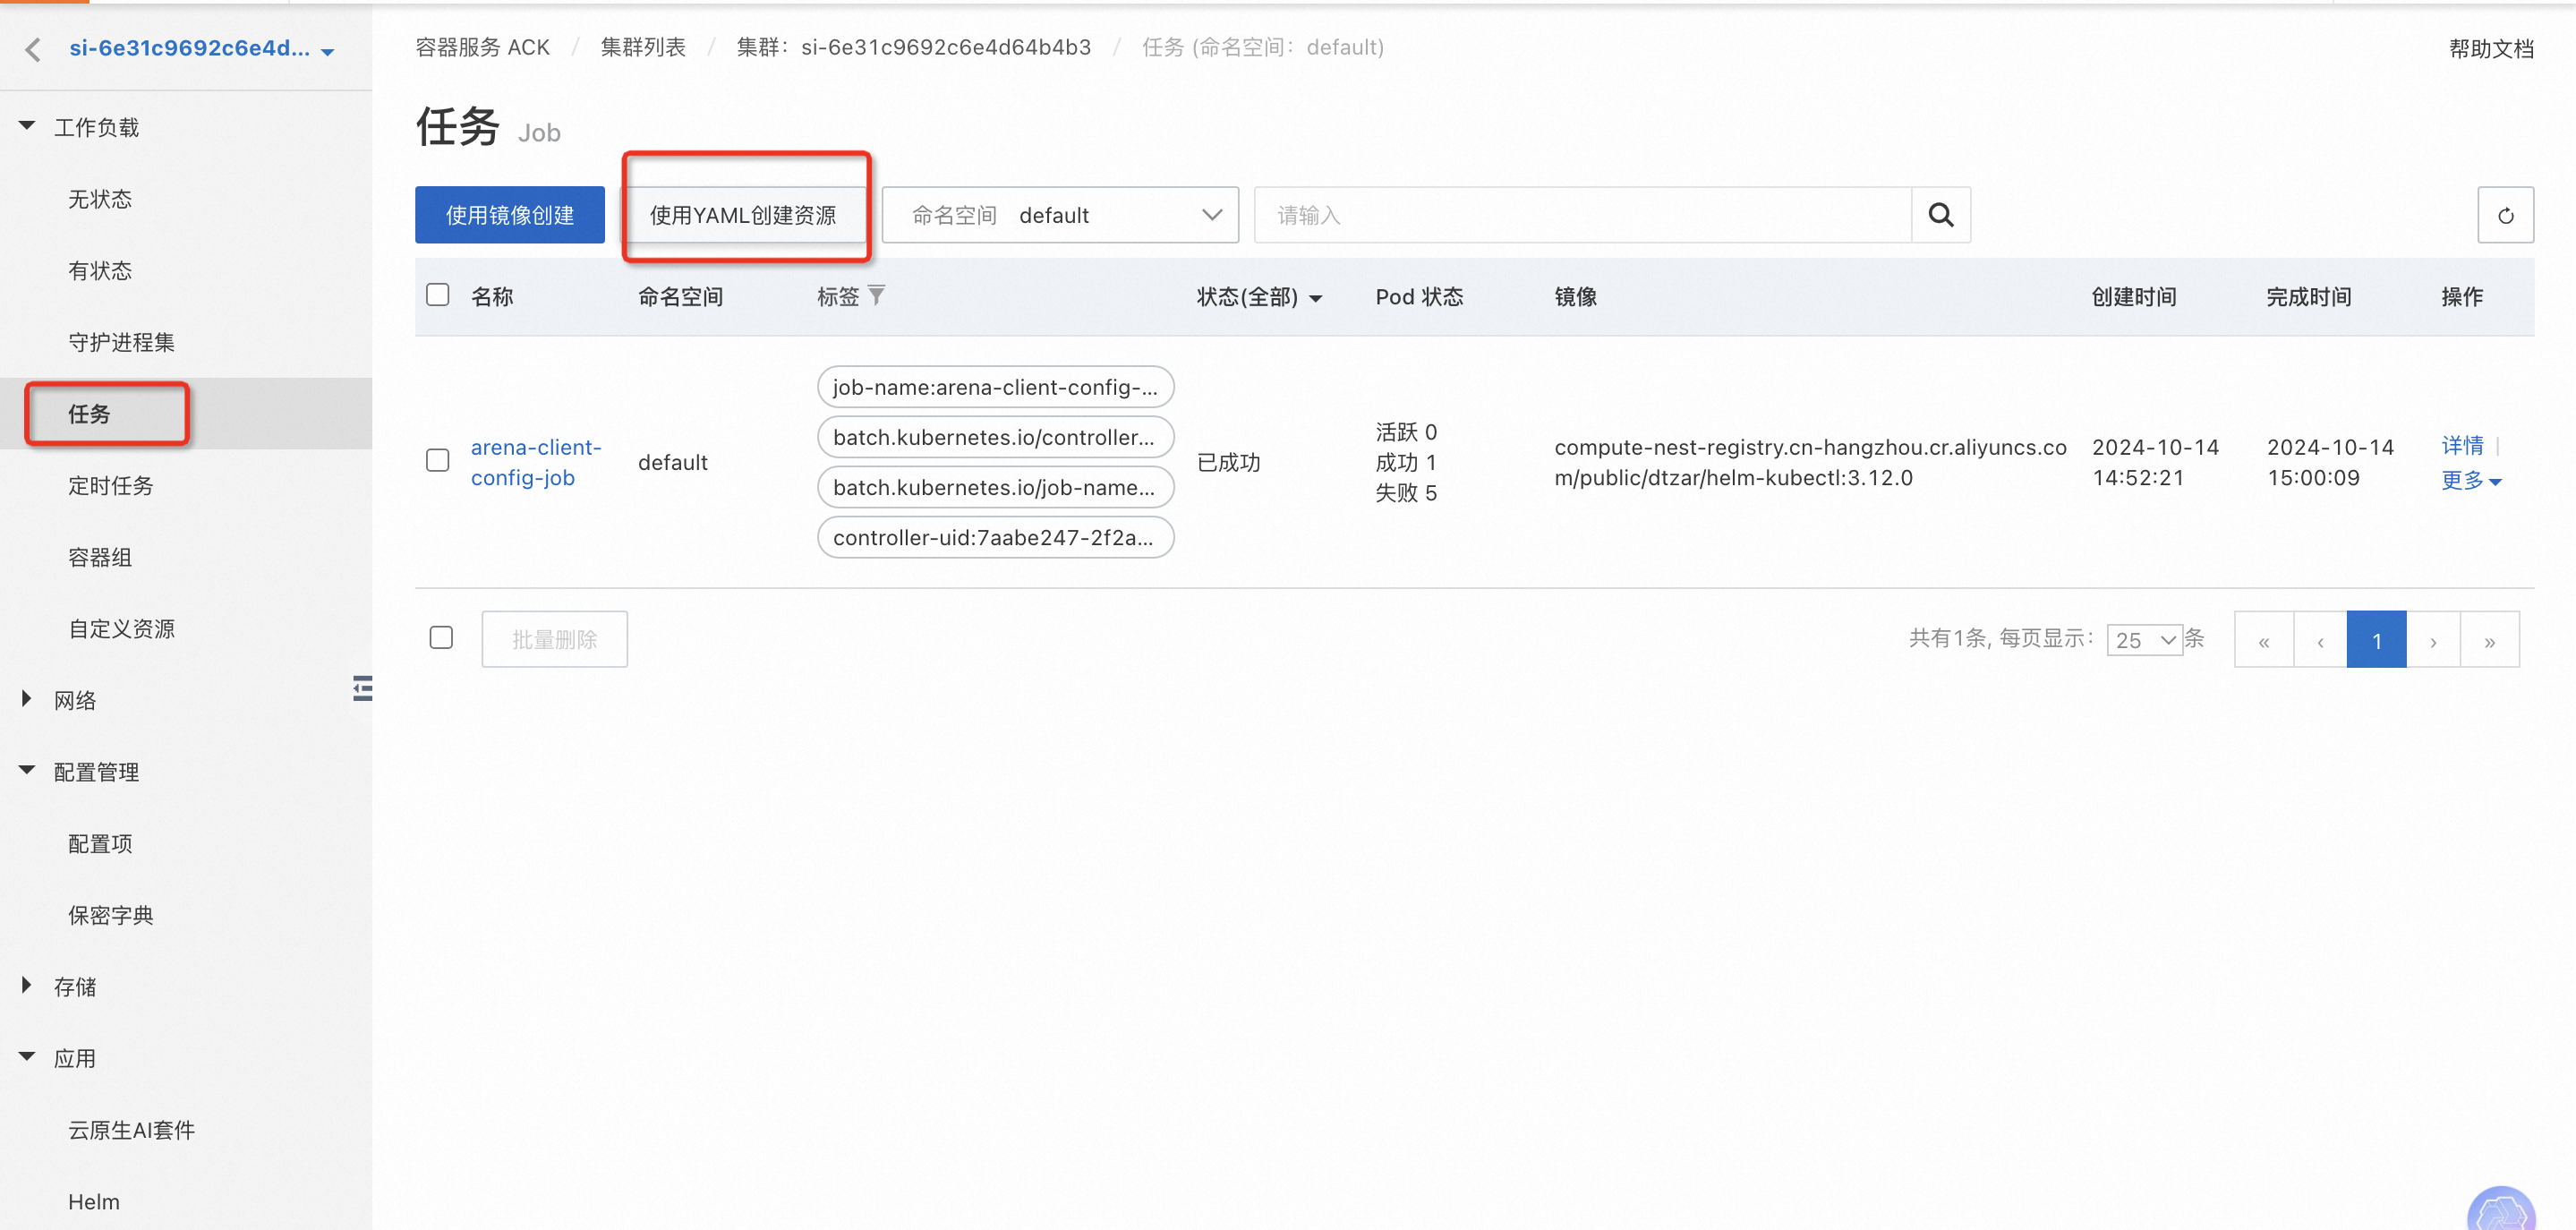 si-6e31c9692c6e4d...
工作负载
无状态
有状态
守护进程集
任务
定时任务
容器组
自定义资源
网络
配置管理
配置项
保密字典
存储
应用
云原生AI套件
Helm
容器服务 ACK / 集群列表 / 集群：si-6e31c9692c6e4d64b4b3 / 任务 (命名空间：default)
帮助文档
任务 Job
使用镜像创建
使用YAML创建资源
命名空间 default
请输入
名称 命名空间 标签 状态(全部) Pod 状态 镜像 创建时间 完成时间 操作
arena-client-
config-job
default
job-name:arena-client-config-...
batch.kubernetes.io/controller...
batch.kubernetes.io/job-name...
controller-uid:7aabe247-2f2a...
已成功
活跃 0
成功 1
失败 5
compute-nest-registry.cn-hangzhou.cr.aliyuncs.co
m/public/dtzar/helm-kubectl:3.12.0
2024-10-14
14:52:21
2024-10-14
15:00:09
详情 |
更多
批量删除
共有1条, 每页显示： 25 条
« ‹ 1 › »